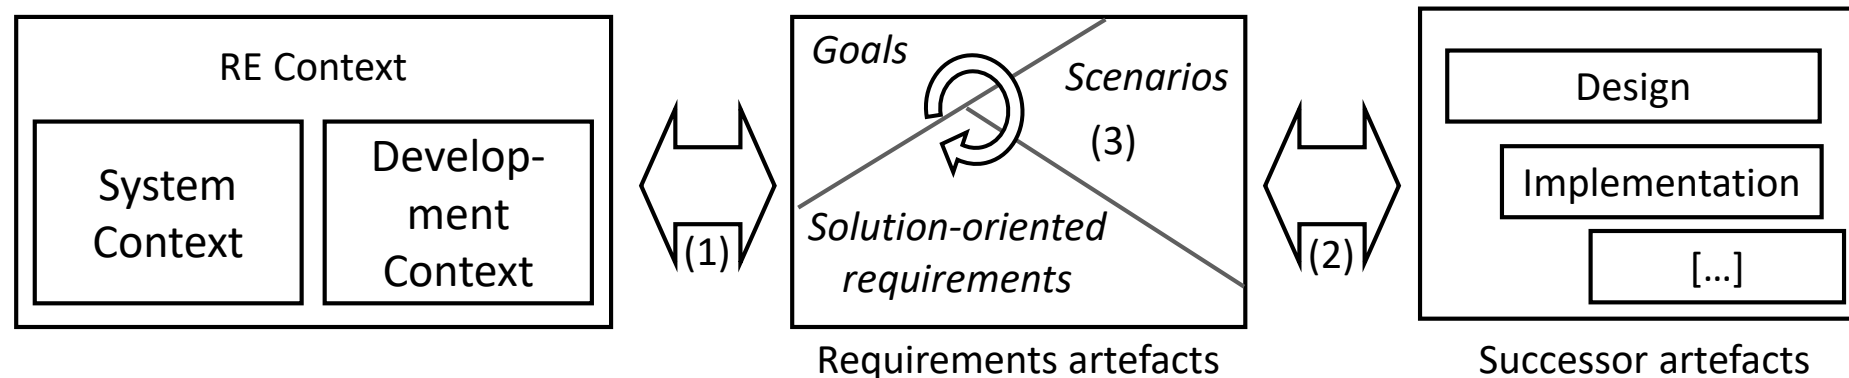 RE Context
System
Context
Develop-
ment
Context
(1)
Goals
Scenarios
(3)
Solution-oriented
requirements
Requirements artefacts
(2)
Design
Implementation
[...]
Successor artefacts